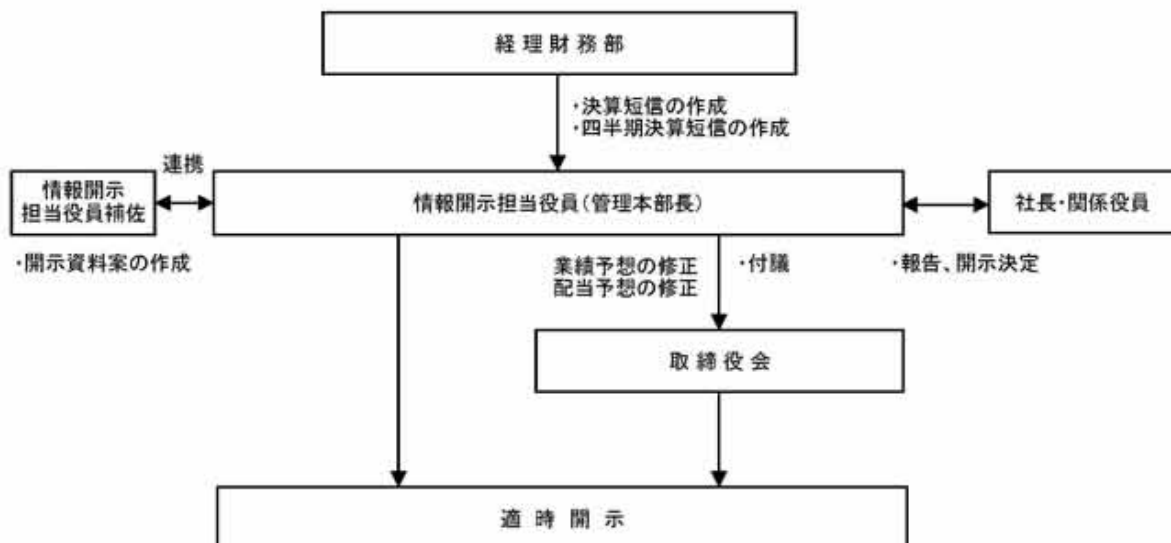 経理財務部
・決算短信の作成
・四半期決算短信の作成
連携
情報開示
担当役員補佐
情報開示担当役員(管理本部長)
社長・関係役員
・開示資料案の作成
業績予想の修正
配当予想の修正
・付議
・報告、開示決定
取締役会
適時開示